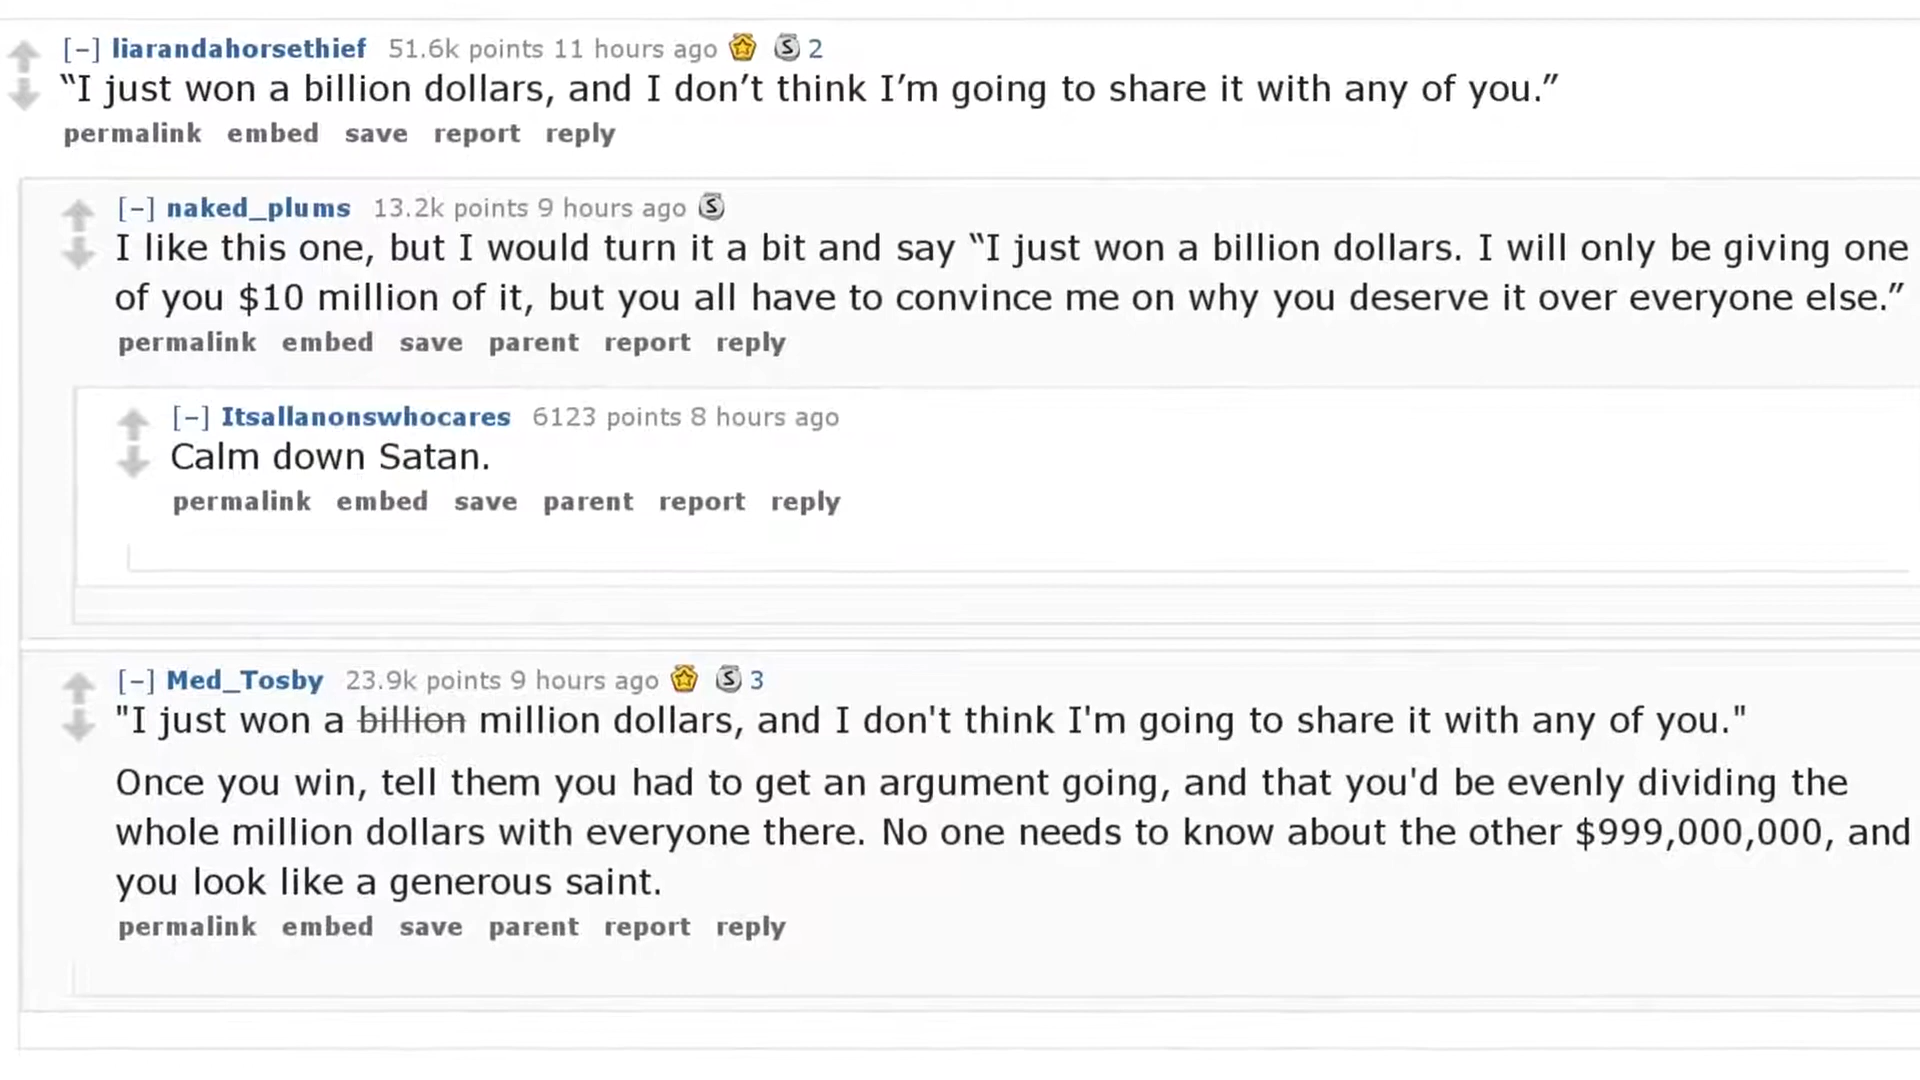 [–] liarandahorsethief 51.6k points 11 hours ago S 2
“I just won a billion dollars, and I don’t think I’m going to share it with any of you.”
permalink embed save report reply
[–] naked_plums 13.2k points 9 hours ago S
I like this one, but I would turn it a bit and say “I just won a billion dollars. I will only be giving one
of you $10 million of it, but you all have to convince me on why you deserve it over everyone else.”
permalink embed save parent report reply
[–] Itsallanonswhocares 6123 points 8 hours ago
Calm down Satan.
permalink embed save parent report reply
[–] Med_Tosby 23.9k points 9 hours ago S 3
"I just won a billion million dollars, and I don't think I'm going to share it with any of you."
Once you win, tell them you had to get an argument going, and that you'd be evenly dividing the
whole million dollars with everyone there. No one needs to know about the other $999,000,000, and
you look like a generous saint.
permalink embed save parent report reply